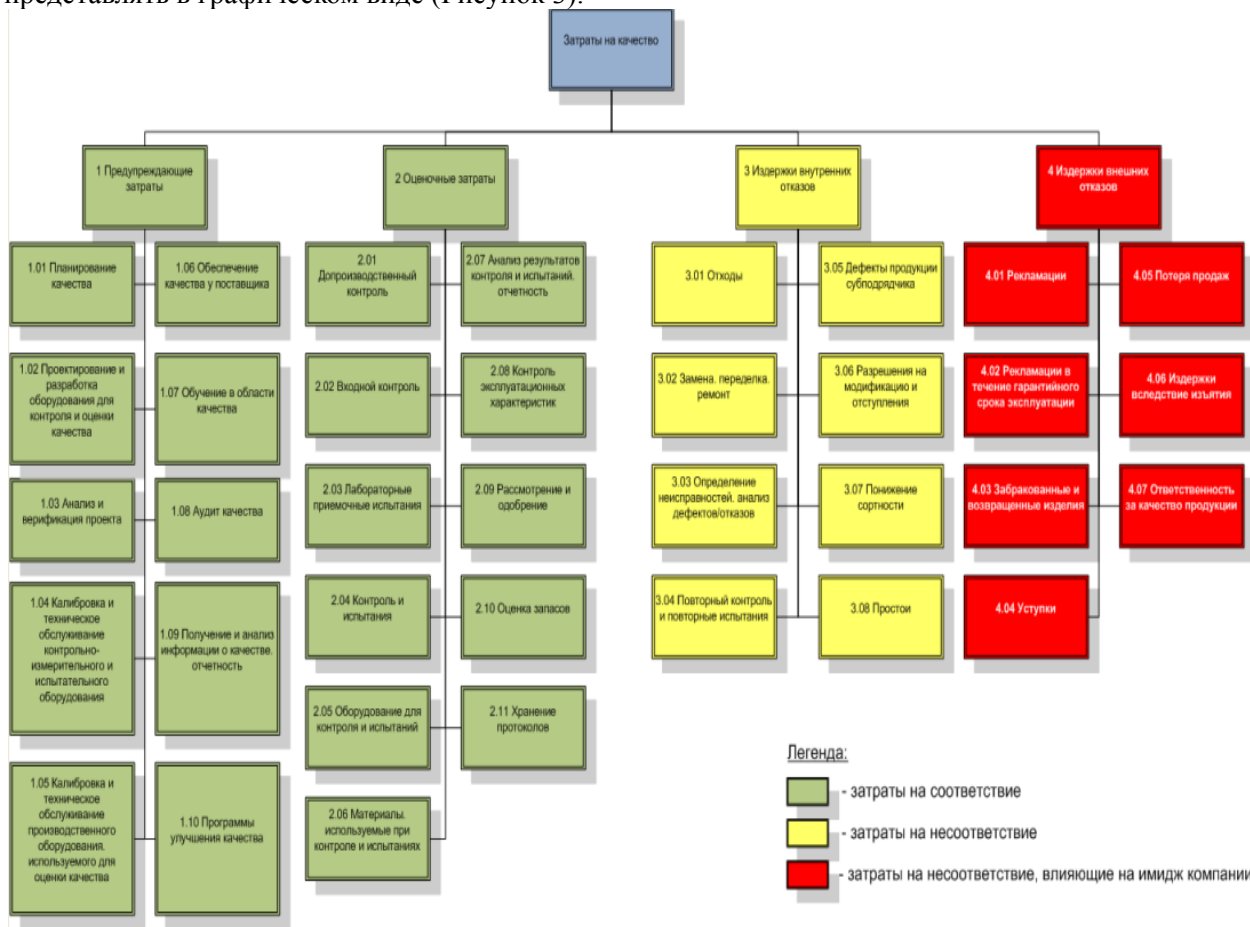 представлять в графическом виде (Рисунок 3).
Затраты на качество
1 Предупреждающие
затраты
2 Оценочные затраты
3 Издержки внутренних
отказов
4 Издержки внешних
отказов
1.01 Планирование
качества
1.06 Обеспечение
качества у поставщика
2.01
Допроизводственный
контроль
2.07 Анализ результатов
контроля и испытаний.
отчетность
3.01 Отходы
3.05 Дефекты продукции
субподрядчика
4.01 Рекламации
4.05 Потеря продаж
1.02 Проектирование и
разработка
оборудования для
контроля и оценки
качества
1.07 Обучение в области
качества
2.02 Входной контроль
2.08 Контроль
эксплуатационных
характеристик
3.02 Замена. переделка.
ремонт
3.06 Разрешения на
модификацию и
отступления
4.02 Рекламации в
течение гарантийного
срока эксплуатации
4.06 Издержки
вследствие изъятия
1.03 Анализ и
верификация проекта
1.08 Аудит качества
2.03 Лабораторные
приемочные испытания
2.09 Рассмотрение и
одобрение
3.03 Определение
неисправностей. анализ
дефектов/отказов
3.07 Понижение
сортности
4.03 Забракованные и
возвращенные изделия
4.07 Ответственность
за качество продукции
1.04 Калибровка и
техническое
обслуживание
контрольно-
измерительного и
испытательного
оборудования
1.09 Получение и анализ
информации о качестве.
отчетность
2.04 Контроль и
испытания
2.10 Оценка запасов
3.04 Повторный контроль
и повторные испытания
3.08 Простои
4.04 Уступки
2.05 Оборудование для
контроля и испытаний
2.11 Хранение
протоколов
1.05 Калибровка и
техническое
обслуживание
производственного
оборудования.
используемого для
оценки качества
1.10 Программы
улучшения качества
2.06 Материалы.
используемые при
контроле и испытаниях
Легенда:
- затраты на соответствие
- затраты на несоответствие
- затраты на несоответствие, влияющие на имидж компании